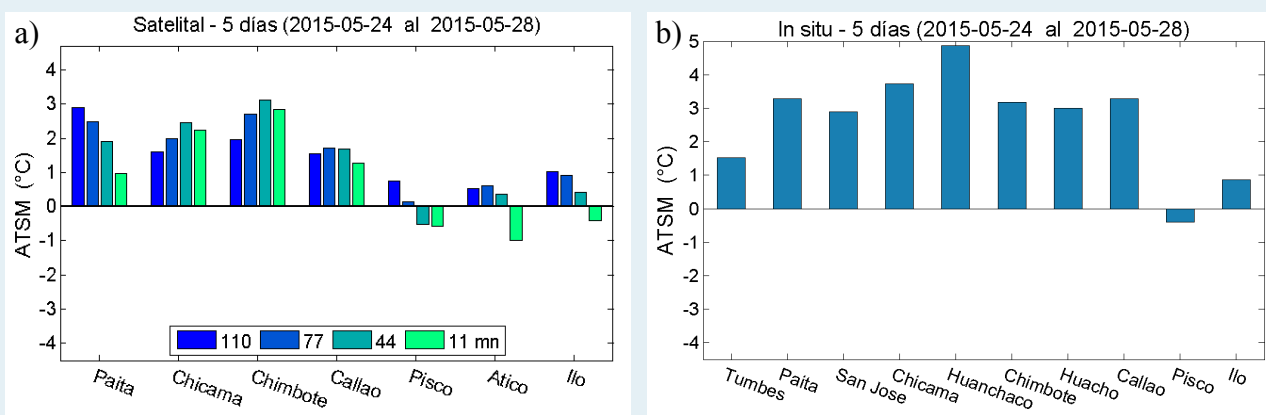 a)
Satelital - 5 días (2015-05-24 al 2015-05-28)
ATSM (°C)
4
3
2
1
0
-1
-2
-3
-4
110 77 44 11 mn
Paita Chicama Chimbote Callao Pisco Atico Ilo
b)
In situ - 5 días (2015-05-24 al 2015-05-28)
ATSM (°C)
5
4
3
2
1
0
-1
-2
-3
-4
Tumbes Paita San Jose Chicama Huanchaco Chimbote Huacho Callao Pisco Ilo